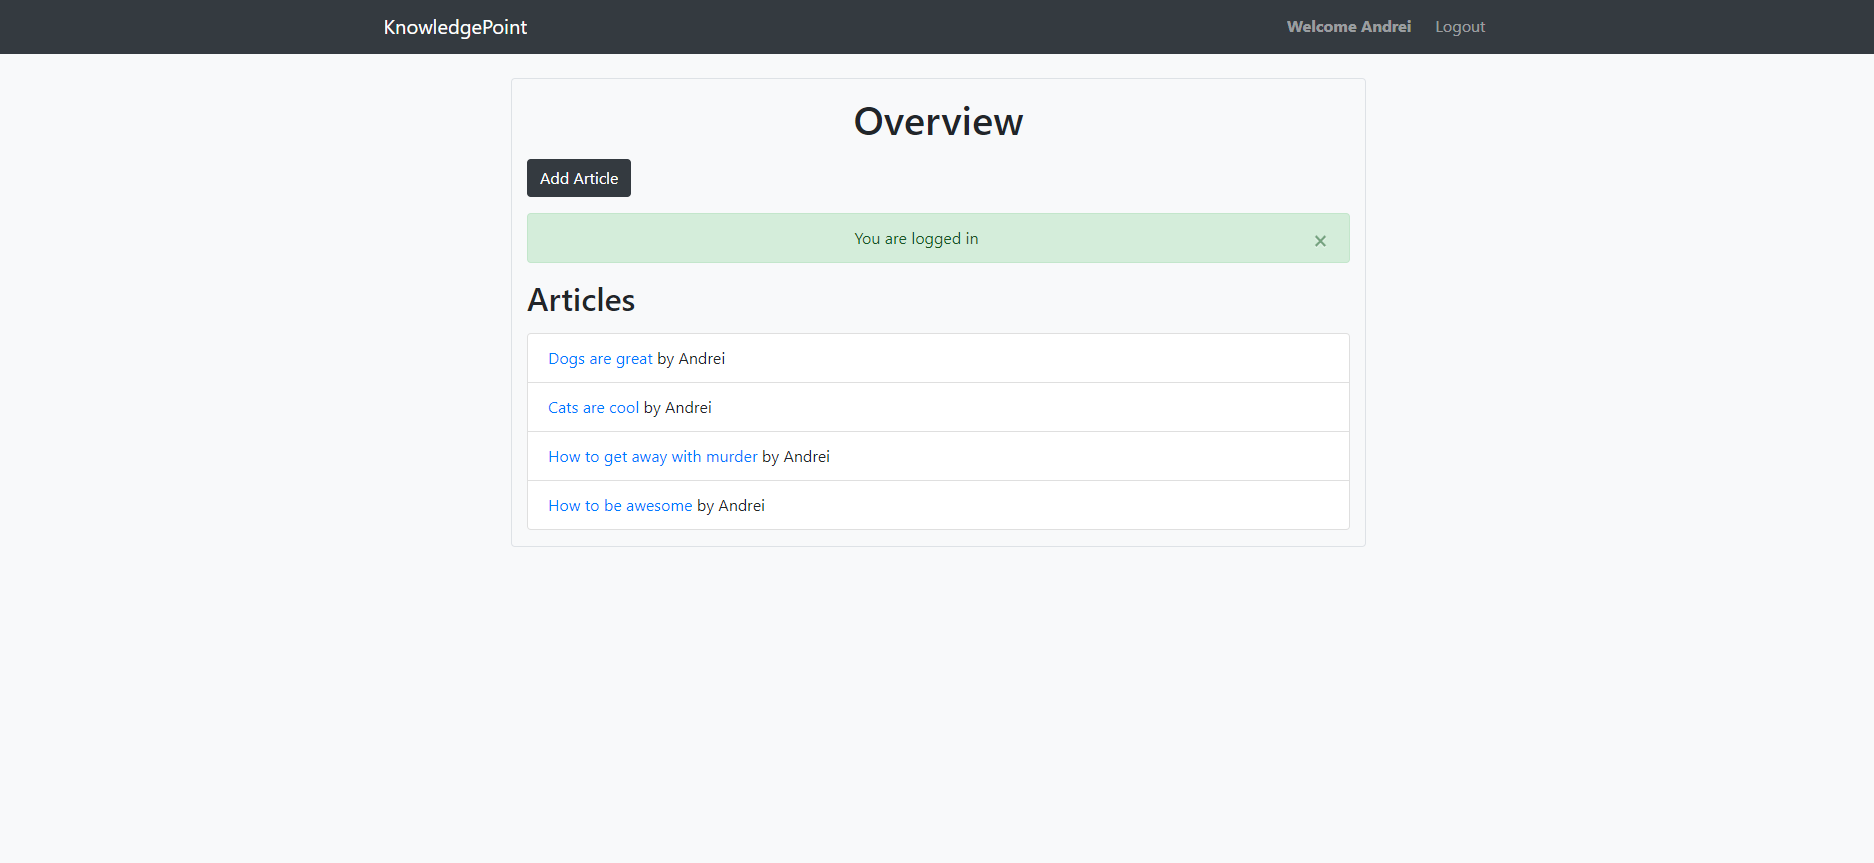 KnowledgePoint Welcome Andrei Logout
Overview
Add Article
You are logged in ×
Articles
Dogs are great by Andrei
Cats are cool by Andrei
How to get away with murder by Andrei
How to be awesome by Andrei